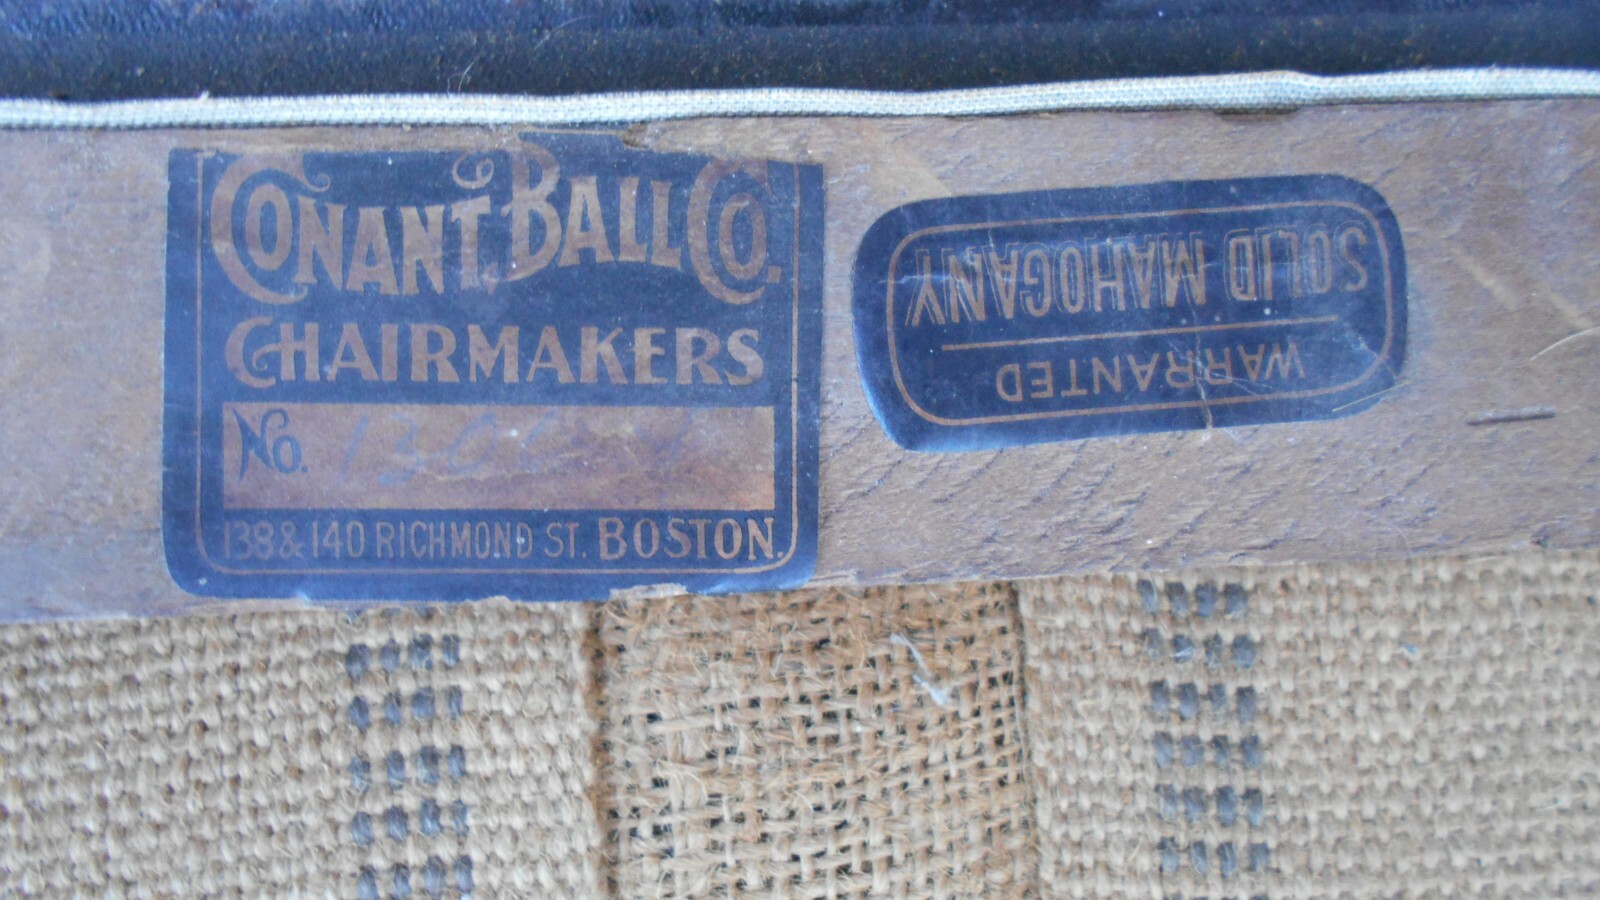 CONANT, BALL CO.
CHAIRMAKERS
No.
138 & 140 RICHMOND ST. BOSTON.
WARRANTED
SOLID MAHOGANY